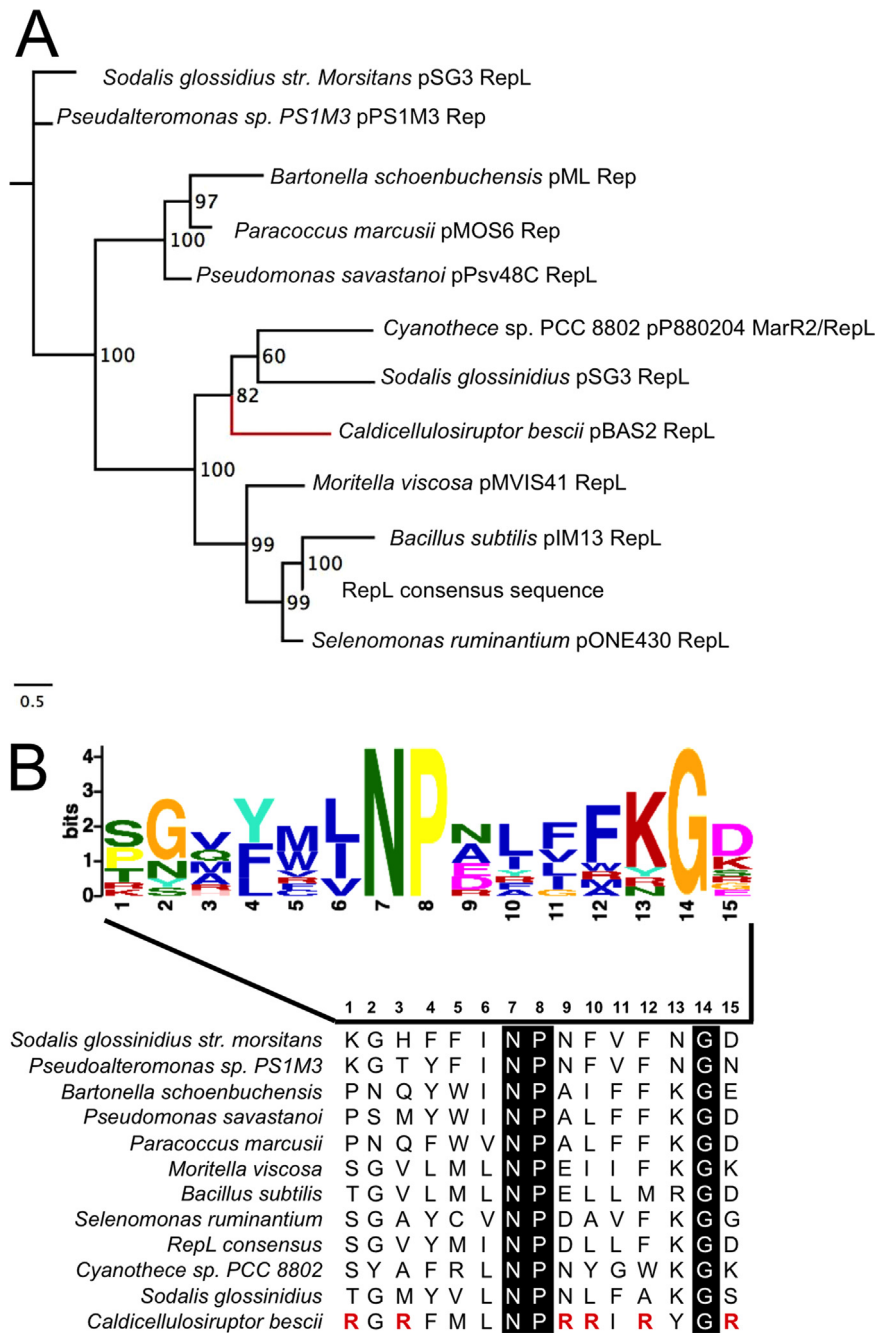 A
Sodalis glossidius str. Morsitans pSG3 RepL
Pseudalteromonas sp. PS1M3 pPS1M3 Rep
Bartonella schoenbuchensis pML Rep
97
Paracoccus marcusii pMOS6 Rep
100
Pseudomonas savastanoi pPsv48C RepL
Cyanothece sp. PCC 8802 pP880204 MarR2/RepL
100
60
Sodalis glossinidius pSG3 RepL
82
Caldicellulosiruptor bescii pBAS2 RepL
100
Moritella viscosa pMVIS41 RepL
Bacillus subtilis pIM13 RepL
99
100
RepL consensus sequence
99
Selenomonas ruminantium pONE430 RepL
0.5
B
bits
4
3
2
1
0
1 2 3 4 5 6 7 8 9 10 11 12 13 14 15
1 2 3 4 5 6 7 8 9 10 11 12 13 14 15
Sodalis glossinidius str. morsitans K G H F F I N P N F V F N G D
Pseudoalteromonas sp. PS1M3 K G T Y F I N P N F V F N G N
Bartonella schoenbuchensis P N Q Y W I N P A I F F K G E
Pseudomonas savastanoi P S M Y W I N P A L F F K G D
Paracoccus marcusii P N Q F W V N P A L F F K G D
Moritella viscosa S G V L M L N P E I I F K G K
Bacillus subtilis T G V L M L N P E L L M R G D
Selenomonas ruminantium S G A Y C V N P D A V F K G G
RepL consensus S G V Y M I N P D L L F K G D
Cyanothece sp. PCC 8802 S Y A F R L N P N Y G W K G K
Sodalis glossinidius T G M Y V L N P N L F A K G S
Caldicellulosiruptor bescii R G R F M L N P R R I R Y G R